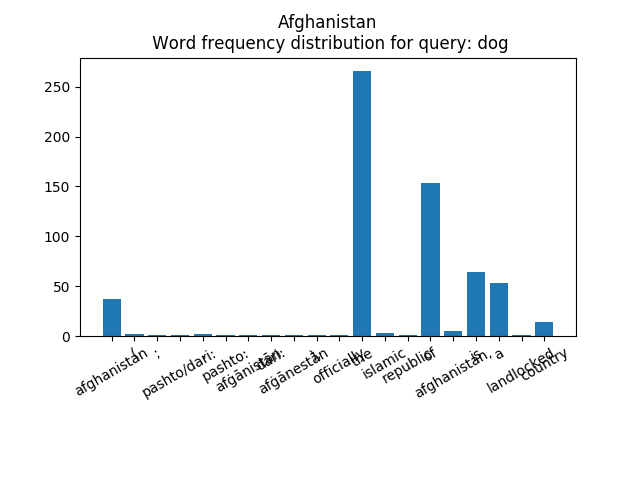 Afghanistan
Word frequency distribution for query: dog
250
200
150
100
50
0
afghanistan
(
;
pashto/dari:
pashto:
afġānistān
dari:
afġānestān
),
officially
the
islamic
republic
of
afghanistan,
is
a
landlocked
country